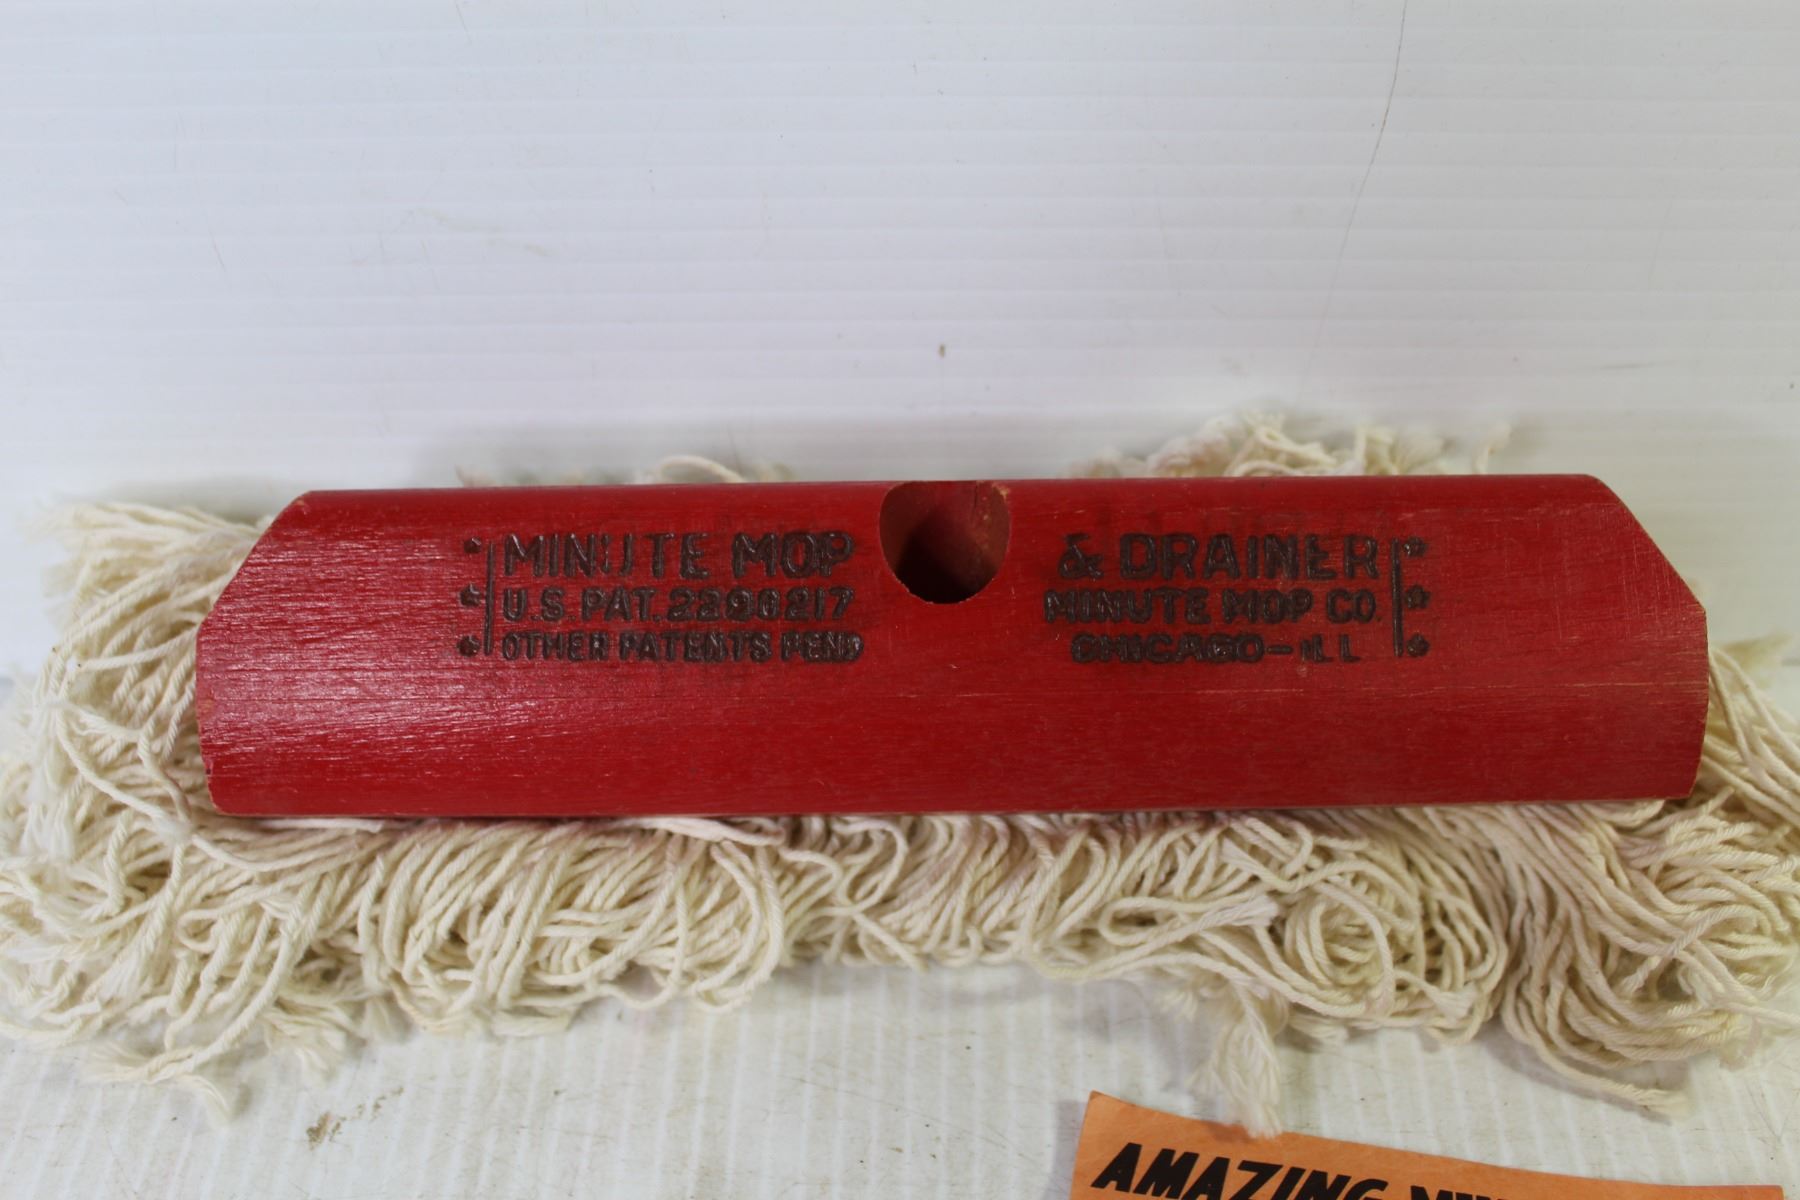 MINUTE MOP & DRAINER
U.S. PAT. 2296217 MINUTE MOP CO.
OTHER PATENTS PEND CHICAGO-ILL
AMAZING